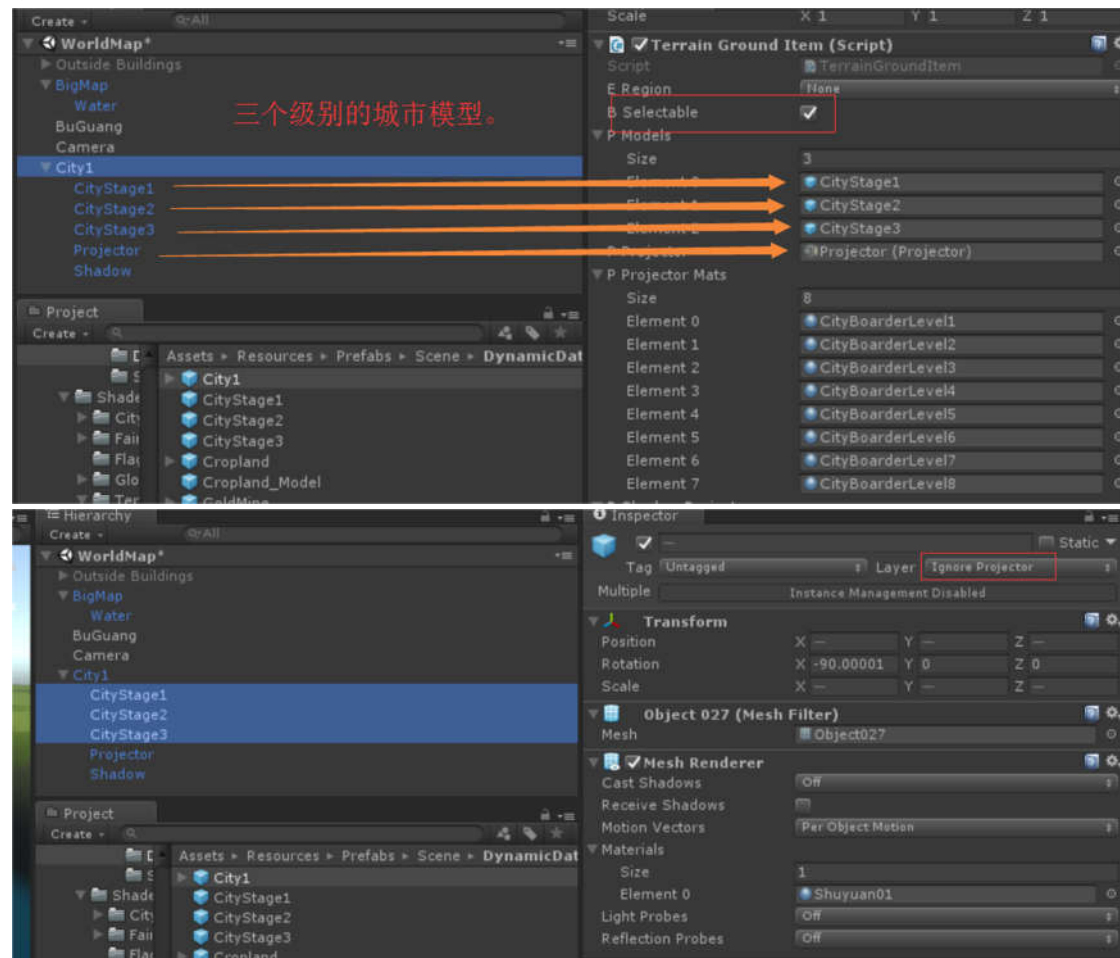 Create
All
Scale X 1 Y 1 Z 1
WorldMap*
Terrain Ground Item (Script)
Outside Buildings
Script TerrainGroundItem
BigMap
E Region None
Water
三个级别的城市模型。
B Selectable
BuGuang
P Models
Camera
Size 3
City1
CityStage1
CityStage1
CityStage2
CityStage2
CityStage3
CityStage3
Projector
Projector (Projector)
Shadow
P Projector Mats
Size 8
Project
Element 0 CityBoarderLevel1
Create
Element 1 CityBoarderLevel2
Assets Resources Prefabs Scene DynamicDat
Element 2 CityBoarderLevel3
City1
Shade
Element 3 CityBoarderLevel4
CityStage1
Element 4 CityBoarderLevel5
CityStage2
Fair
Element 5 CityBoarderLevel6
CityStage3
Element 6 CityBoarderLevel7
Cropland
Glo
Element 7 CityBoarderLevel8
Cropland_Model
Hierarchy
Inspector
Create
All
Static
WorldMap*
Tag Untagged Layer Ignore Projector
Outside Buildings
Multiple Instance Management Disabled
BigMap
Water
Transform
BuGuang
Position X — Y — Z —
Camera
Rotation X -90.00001 Y 0 Z 0
City1
Scale X — Y — Z —
CityStage1
CityStage2
Object 027 (Mesh Filter)
CityStage3
Mesh Object027
Projector
Mesh Renderer
Shadow
Cast Shadows Off
Receive Shadows
Project
Motion Vectors Per Object Motion
Create
Materials
Assets Resources Prefabs Scene DynamicDat
Size 1
City1
Shade
Element 0 Shuyuan01
CityStage1
Light Probes Off
CityStage2
Reflection Probes Off
CityStage3
Cropland